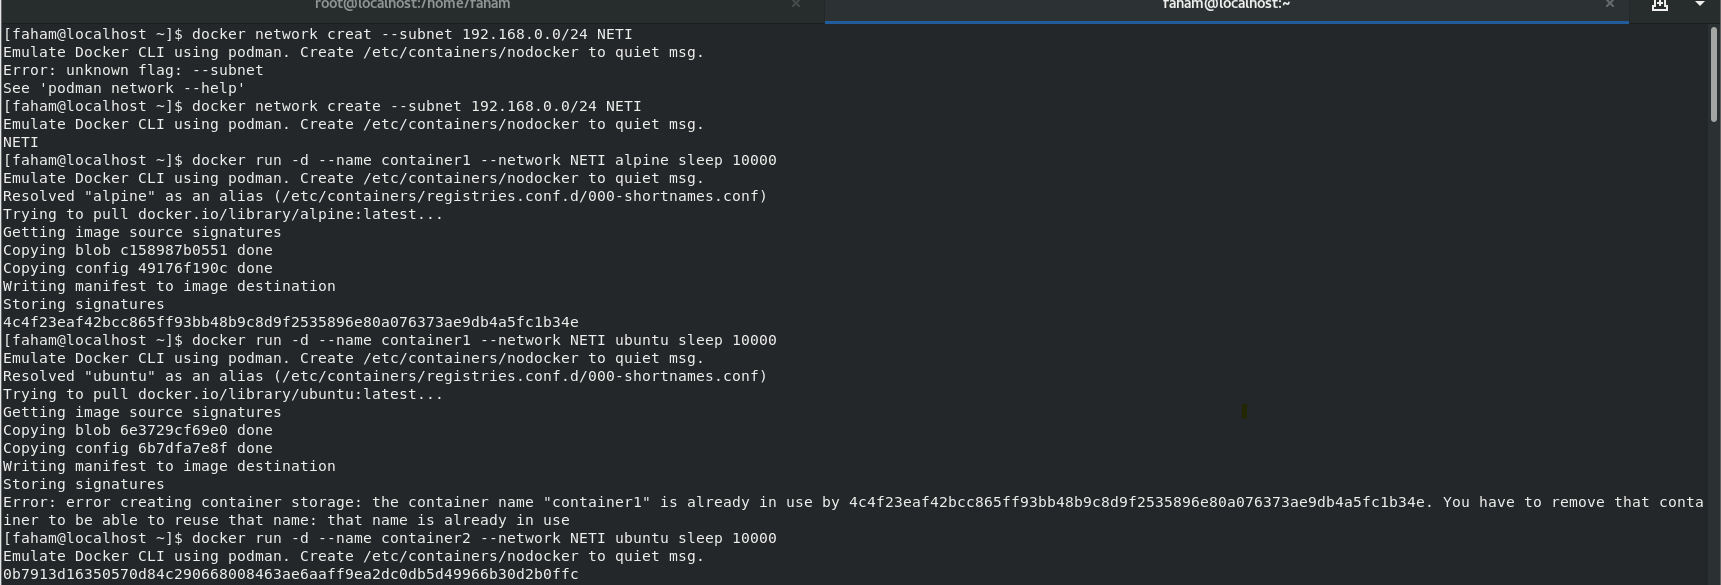 root@localhost:/home/faham
faham@localhost:~
[faham@localhost ~]$ docker network creat --subnet 192.168.0.0/24 NETI
Emulate Docker CLI using podman. Create /etc/containers/nodocker to quiet msg.
Error: unknown flag: --subnet
See 'podman network --help'
[faham@localhost ~]$ docker network create --subnet 192.168.0.0/24 NETI
Emulate Docker CLI using podman. Create /etc/containers/nodocker to quiet msg.
NETI
[faham@localhost ~]$ docker run -d --name container1 --network NETI alpine sleep 10000
Emulate Docker CLI using podman. Create /etc/containers/nodocker to quiet msg.
Resolved "alpine" as an alias (/etc/containers/registries.conf.d/000-shortnames.conf)
Trying to pull docker.io/library/alpine:latest...
Getting image source signatures
Copying blob c158987b0551 done
Copying config 49176f190c done
Writing manifest to image destination
Storing signatures
4c4f23eaf42bcc865ff93bb48b9c8d9f2535896e80a076373ae9db4a5fc1b34e
[faham@localhost ~]$ docker run -d --name container1 --network NETI ubuntu sleep 10000
Emulate Docker CLI using podman. Create /etc/containers/nodocker to quiet msg.
Resolved "ubuntu" as an alias (/etc/containers/registries.conf.d/000-shortnames.conf)
Trying to pull docker.io/library/ubuntu:latest...
Getting image source signatures
Copying blob 6e3729cf69e0 done
Copying config 6b7dfa7e8f done
Writing manifest to image destination
Storing signatures
Error: error creating container storage: the container name "container1" is already in use by 4c4f23eaf42bcc865ff93bb48b9c8d9f2535896e80a076373ae9db4a5fc1b34e. You have to remove that conta
iner to be able to reuse that name: that name is already in use
[faham@localhost ~]$ docker run -d --name container2 --network NETI ubuntu sleep 10000
Emulate Docker CLI using podman. Create /etc/containers/nodocker to quiet msg.
0b7913d16350570d84c290668008463ae6aaff9ea2dc0db5d49966b30d2b0ffc